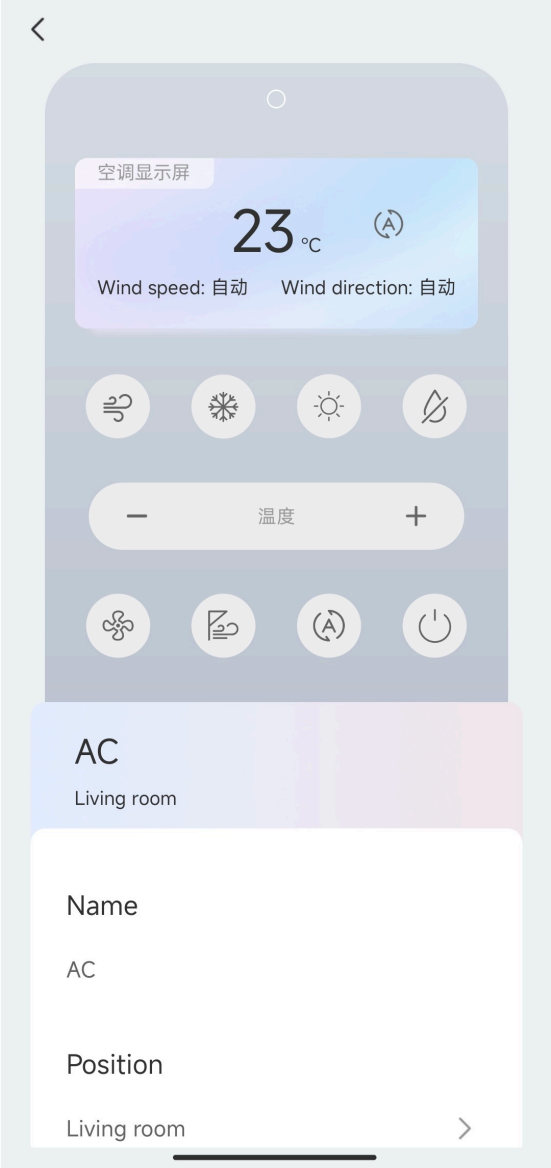 空调显示屏
23 °C
Wind speed: 自动 Wind direction: 自动
温度
AC
Living room
Name
AC
Position
Living room